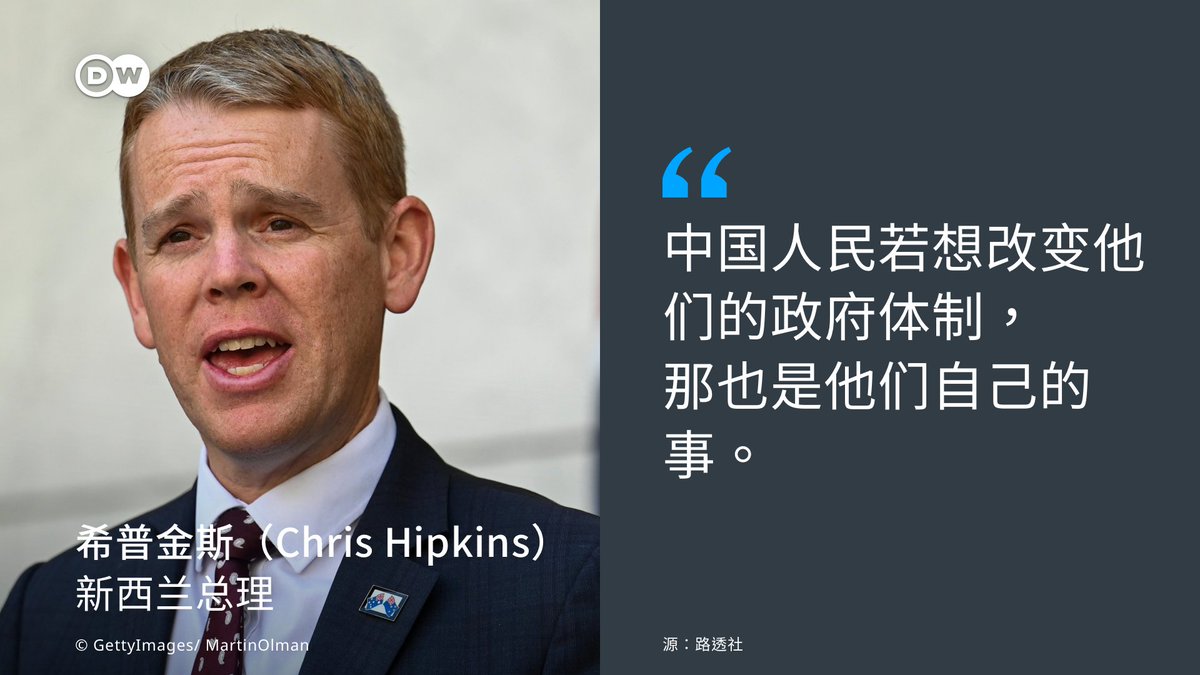 DW
希普金斯（Chris Hipkins）
新西兰总理
© GettyImages/ MartinOlman
“
中国人民若想改变他
们的政府体制，
那也是他们自己的
事。
源：路透社